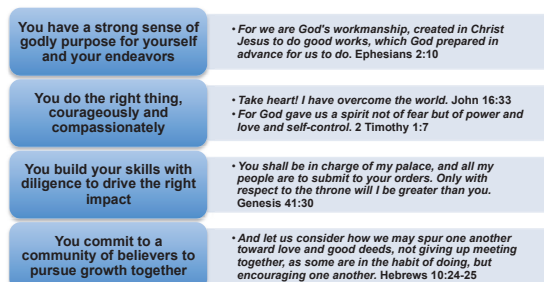 You have a strong sense of
godly purpose for yourself
and your endeavors
• For we are God's workmanship, created in Christ
Jesus to do good works, which God prepared in
advance for us to do. Ephesians 2:10
You do the right thing,
courageously and
compassionately
• Take heart! I have overcome the world. John 16:33
• For God gave us a spirit not of fear but of power and
love and self-control. 2 Timothy 1:7
You build your skills with
diligence to drive the right
impact
• You shall be in charge of my palace, and all my
people are to submit to your orders. Only with
respect to the throne will I be greater than you.
Genesis 41:30
You commit to a
community of believers to
pursue growth together
• And let us consider how we may spur one another
toward love and good deeds, not giving up meeting
together, as some are in the habit of doing, but
encouraging one another. Hebrews 10:24-25